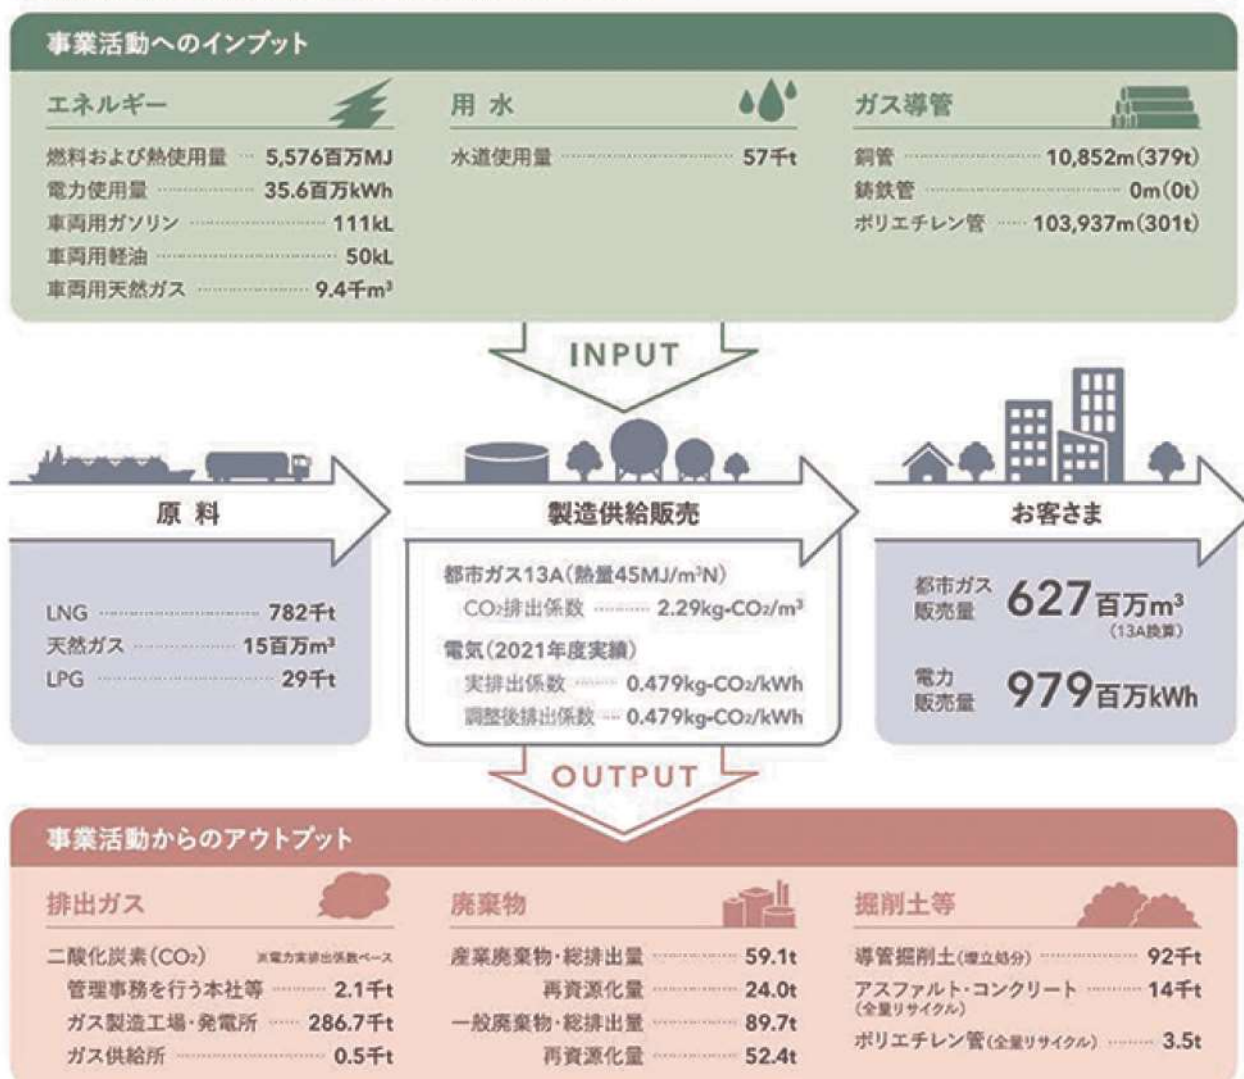 事業活動へのインプット
エネルギー
燃料および熱使用量 5,576百万MJ
電力使用量 35.6百万kWh
車両用ガソリン 111kL
車両用軽油 50kL
車両用天然ガス 9.4千m³
用水
水道使用量 57千t
ガス導管
鋼管 10,852m(379t)
鋳鉄管 0m(0t)
ポリエチレン管 103,937m(301t)
INPUT
原料
LNG 782千t
天然ガス 15百万m³
LPG 29千t
製造供給販売
都市ガス13A(熱量45MJ/m³N)
CO₂排出係数 2.29kg-CO₂/m³
電気(2021年度実績)
実排出係数 0.479kg-CO₂/kWh
調整後排出係数 0.479kg-CO₂/kWh
お客さま
都市ガス販売量 627百万m³
(13A換算)
電力販売量 979百万kWh
OUTPUT
事業活動からのアウトプット
排出ガス
二酸化炭素(CO₂) ※電力実排出係数ベース
管理事務を行う本社等 2.1千t
ガス製造工場・発電所 286.7千t
ガス供給所 0.5千t
廃棄物
産業廃棄物・総排出量 59.1t
再資源化量 24.0t
一般廃棄物・総排出量 89.7t
再資源化量 52.4t
掘削土等
導管掘削土(埋立処分) 92千t
アスファルト・コンクリート 14千t
(全量リサイクル)
ポリエチレン管(全量リサイクル) 3.5t